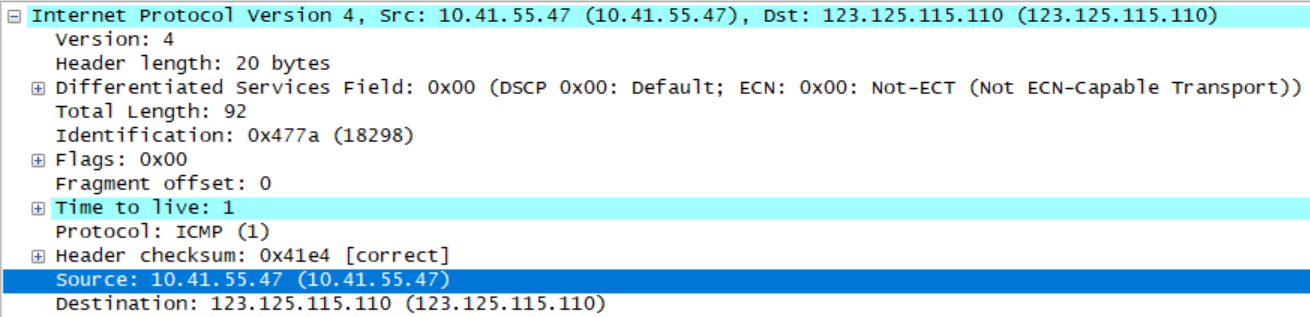 Internet Protocol Version 4, Src: 10.41.55.47 (10.41.55.47), Dst: 123.125.115.110 (123.125.115.110)
Version: 4
Header length: 20 bytes
Differentiated Services Field: 0x00 (DSCP 0x00: Default; ECN: 0x00: Not-ECT (Not ECN-Capable Transport))
Total Length: 92
Identification: 0x477a (18298)
Flags: 0x00
Fragment offset: 0
Time to live: 1
Protocol: ICMP (1)
Header checksum: 0x41e4 [correct]
Source: 10.41.55.47 (10.41.55.47)
Destination: 123.125.115.110 (123.125.115.110)